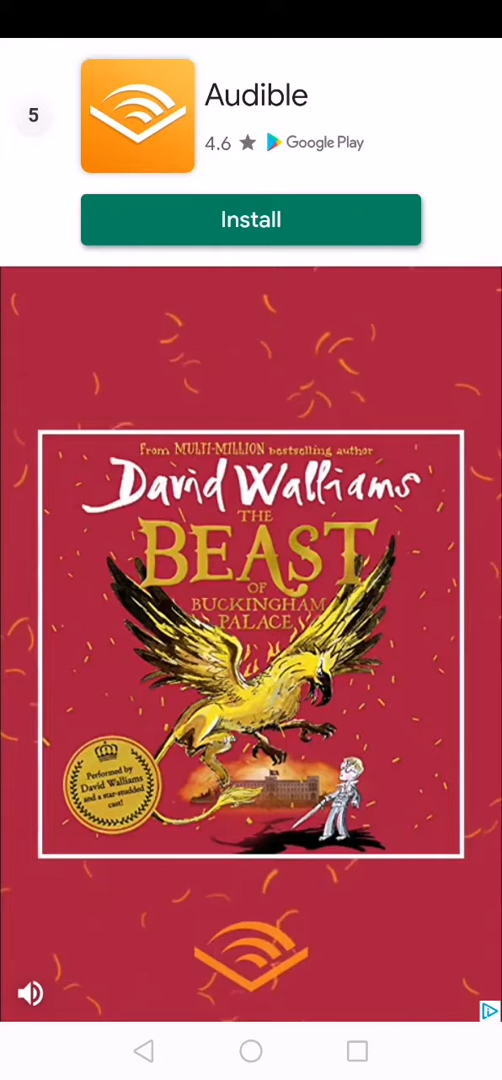 5
Audible
4.6 ★ Google Play
Install
From MULTI-MILLION bestselling author
David Walliams
THE
BEAST
OF
BUCKINGHAM
PALACE
Performed by
David Walliams
and a star-studded
cast!